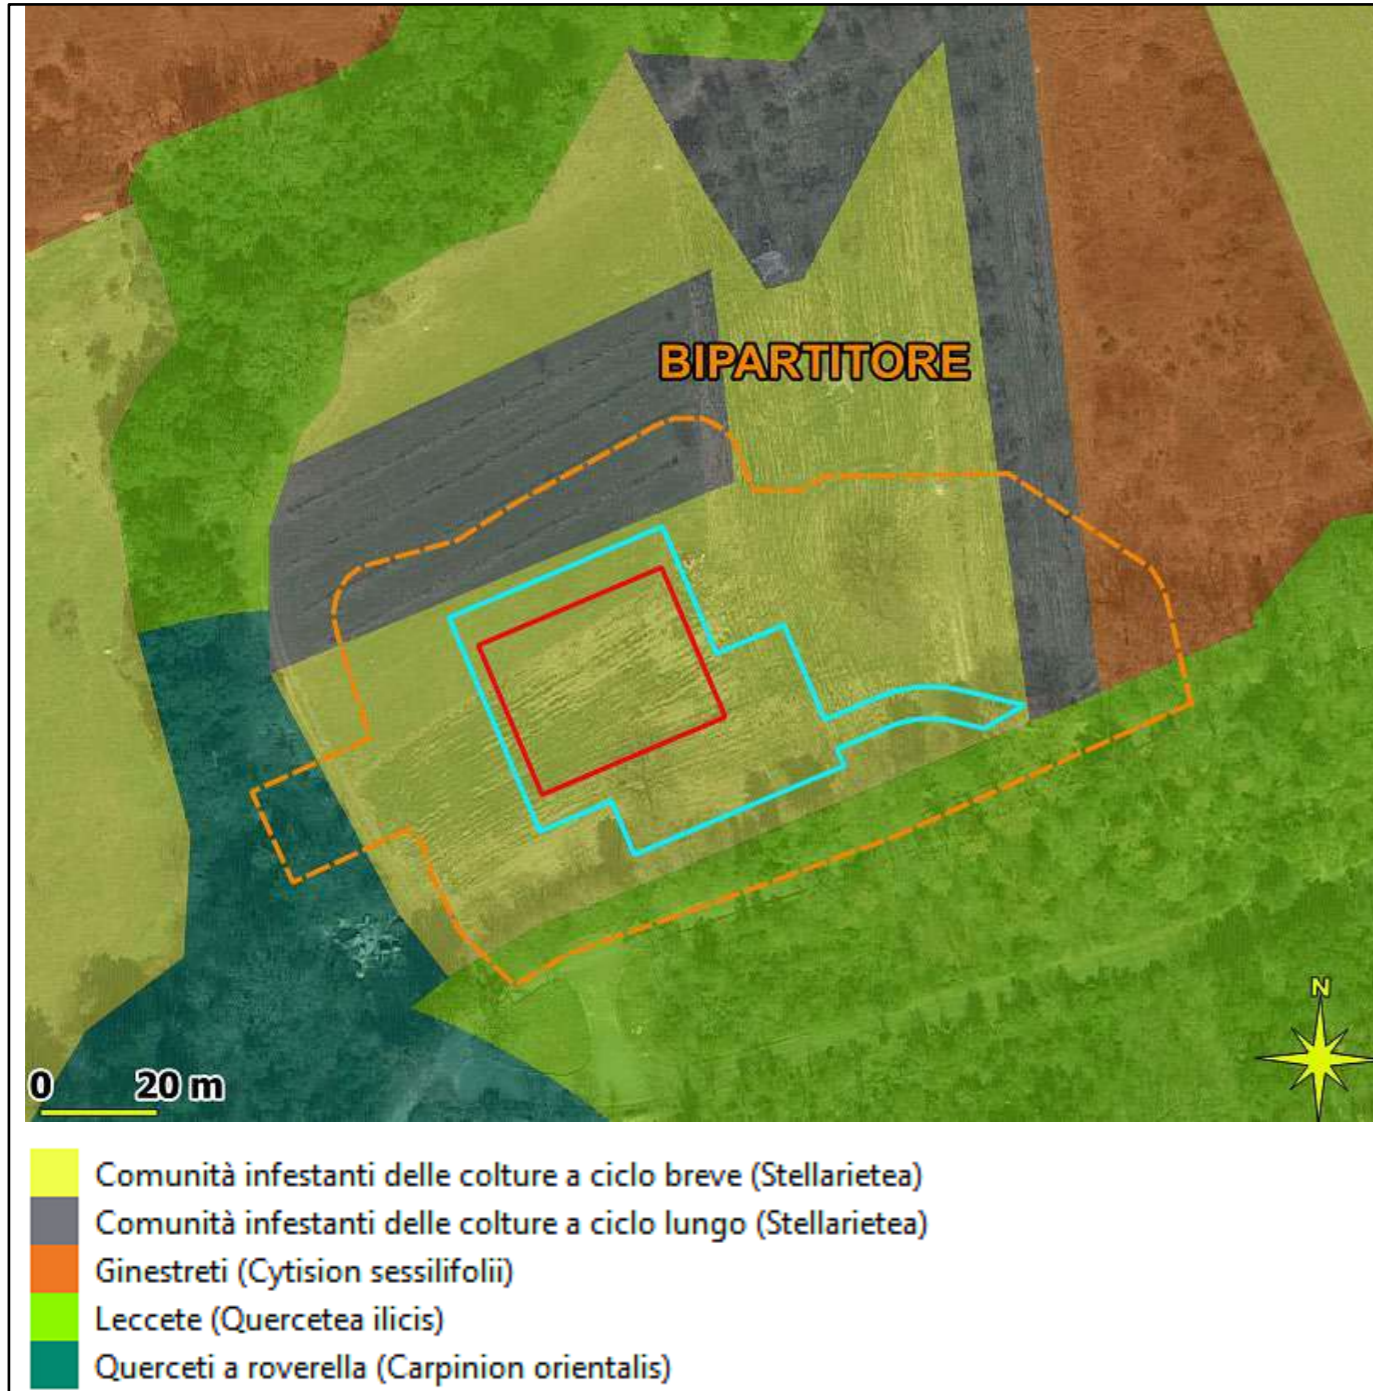 BIPARTITORE
N
0 20 m
Comunità infestanti delle colture a ciclo breve (Stellarietea)
Comunità infestanti delle colture a ciclo lungo (Stellarietea)
Ginestreti (Cytision sessilifolii)
Leccete (Quercetea ilicis)
Querceti a roverella (Carpinion orientalis)